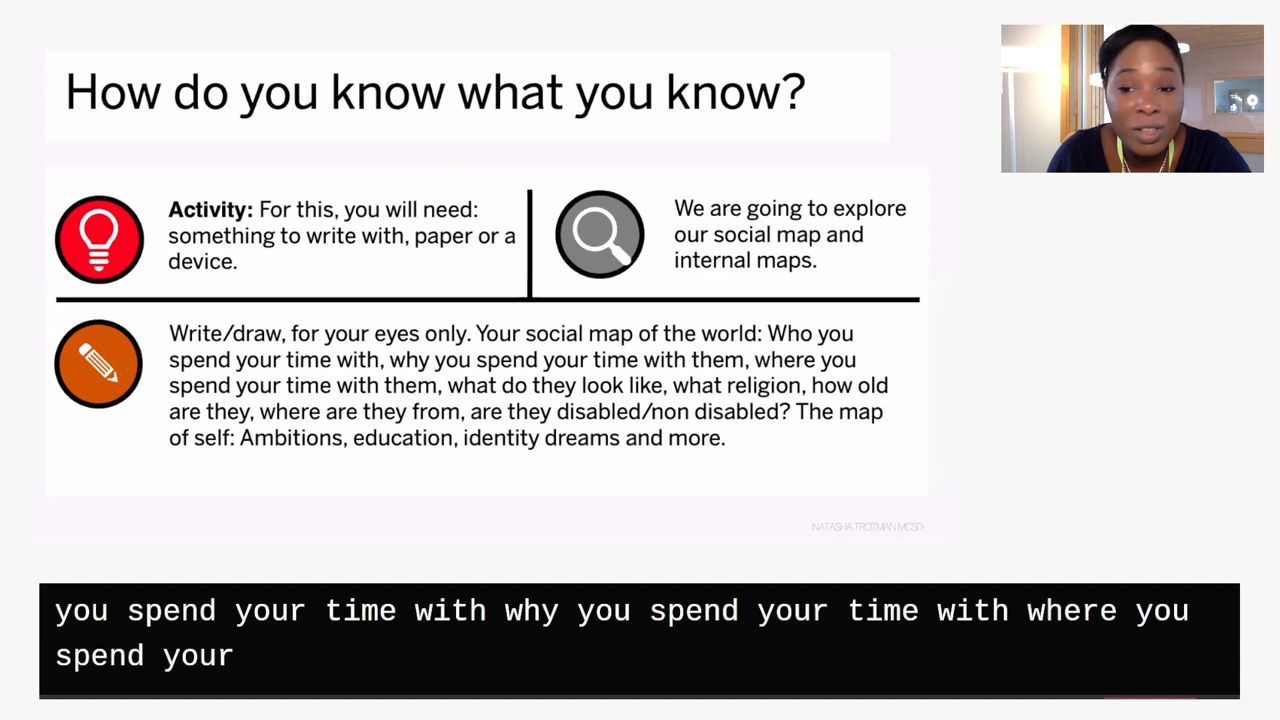 How do you know what you know?
Activity: For this, you will need:
something to write with, paper or a
device.
We are going to explore
our social map and
internal maps.
Write/draw, for your eyes only. Your social map of the world: Who you
spend your time with, why you spend your time with them, where you
spend your time with them, what do they look like, what religion, how old
are they, where are they from, are they disabled/non disabled? The map
of self: Ambitions, education, identity dreams and more.
NATASHA TROTMAN MCSD
you spend your time with why you spend your time with where you
spend your